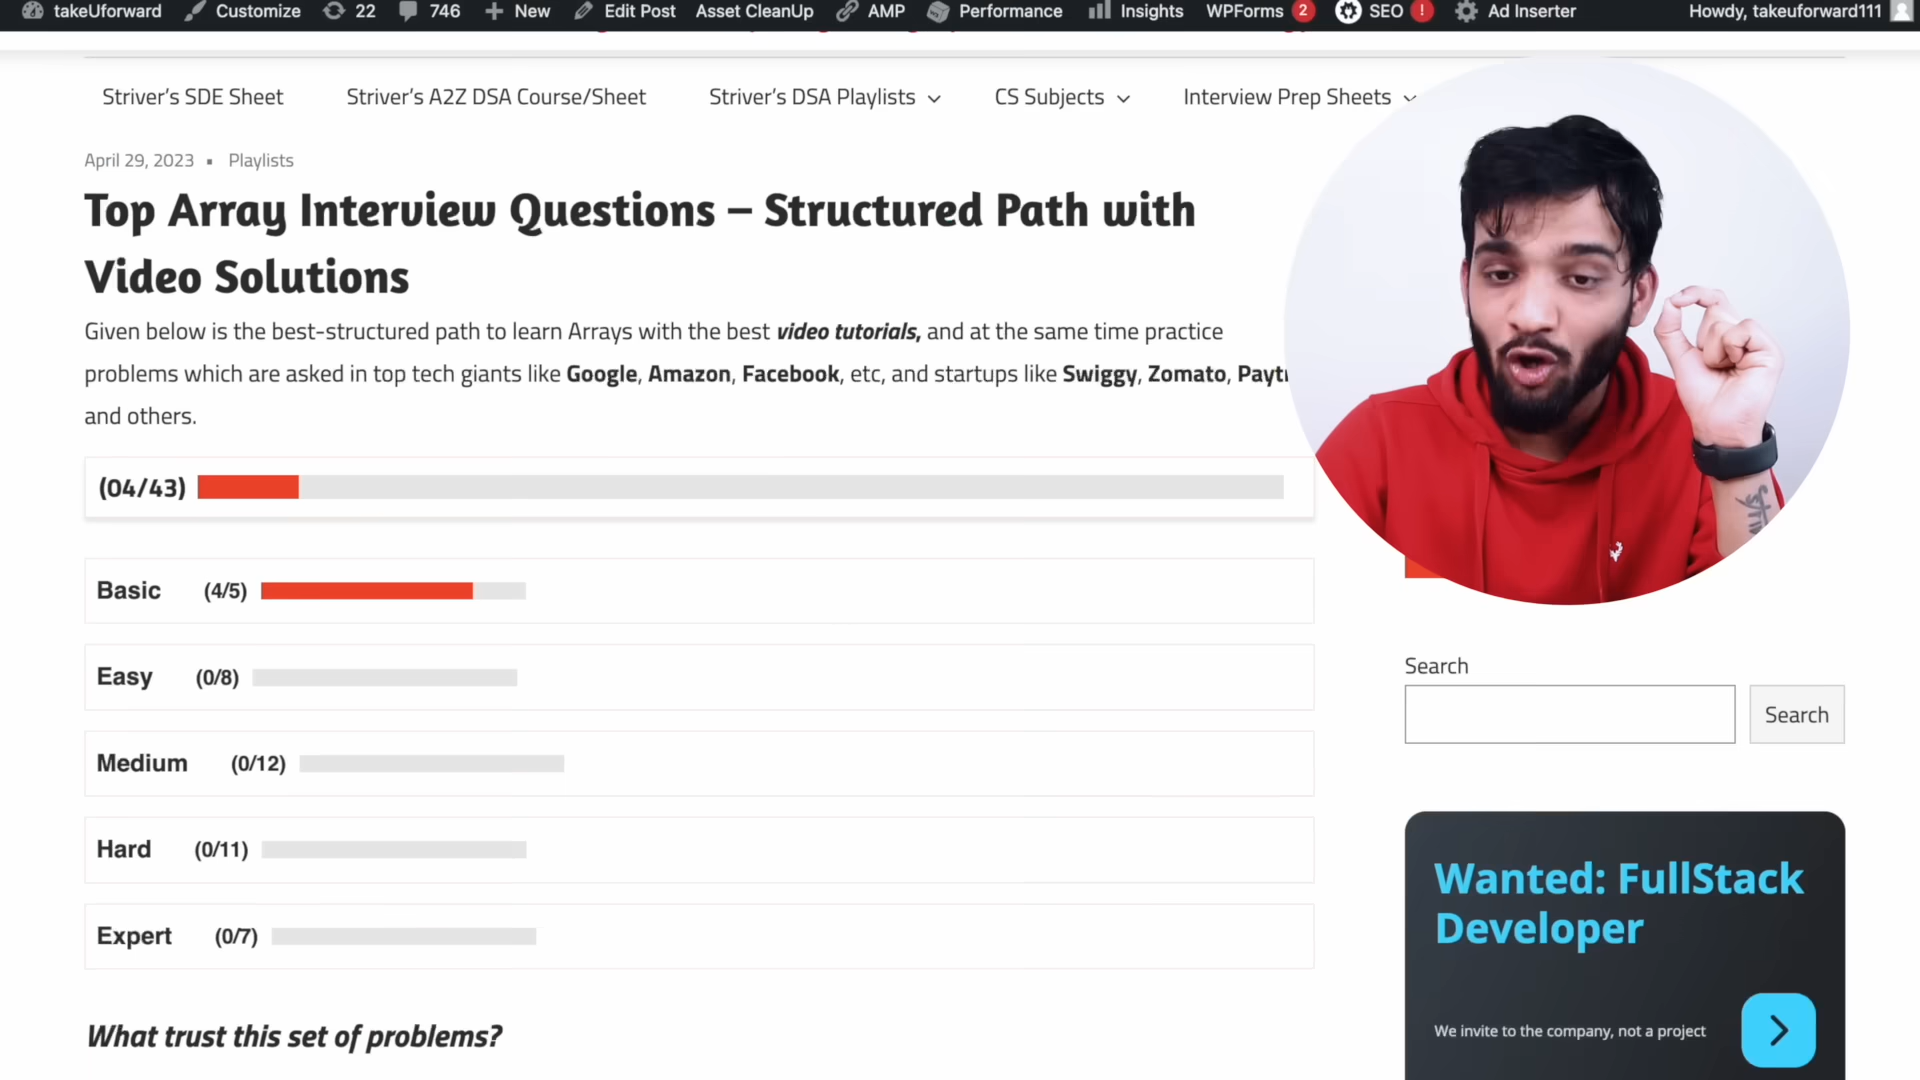 takeUforward Customize 22 746 New Edit Post Asset CleanUp AMP Performance Insights WPForms 2 SEO ! Ad Inserter Howdy, takeuforward111
Striver's SDE Sheet Striver's A2Z DSA Course/Sheet Striver's DSA Playlists CS Subjects Interview Prep Sheets
April 29, 2023 ▪ Playlists
Top Array Interview Questions – Structured Path with
Video Solutions
Given below is the best-structured path to learn Arrays with the best video tutorials, and at the same time practice
problems which are asked in top tech giants like Google, Amazon, Facebook, etc, and startups like Swiggy, Zomato,
and others.
(04/43)
Basic (4/5)
Easy (0/8)
Medium (0/12)
Hard (0/11)
Expert (0/7)
What trust this set of problems?
Search
Search
Wanted: FullStack
Developer
We invite to the company, not a project